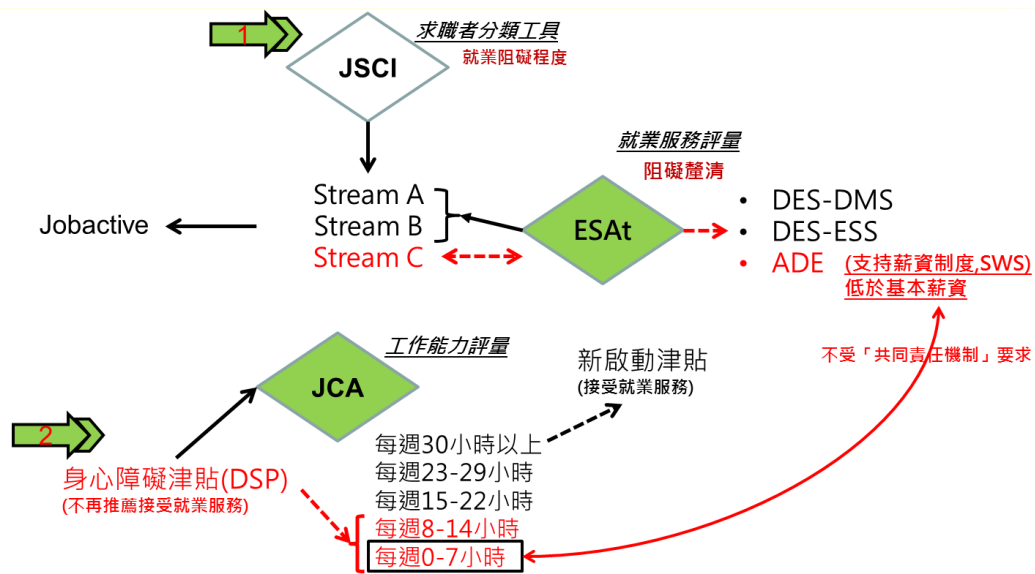 1
求職者分類工具
就業阻礙程度
JSCI
就業服務評量
阻礙釐清
Stream A
Stream B
Stream C
Jobactive
ESAt
• DES-DMS
• DES-ESS
• ADE (支持薪資制度,SWS)
低於基本薪資
工作能力評量
JCA
新啟動津貼
(接受就業服務)
不受「共同責任機制」要求
2
身心障礙津貼(DSP)
(不再推薦接受就業服務)
每週30小時以上
每週23-29小時
每週15-22小時
每週8-14小時
每週0-7小時